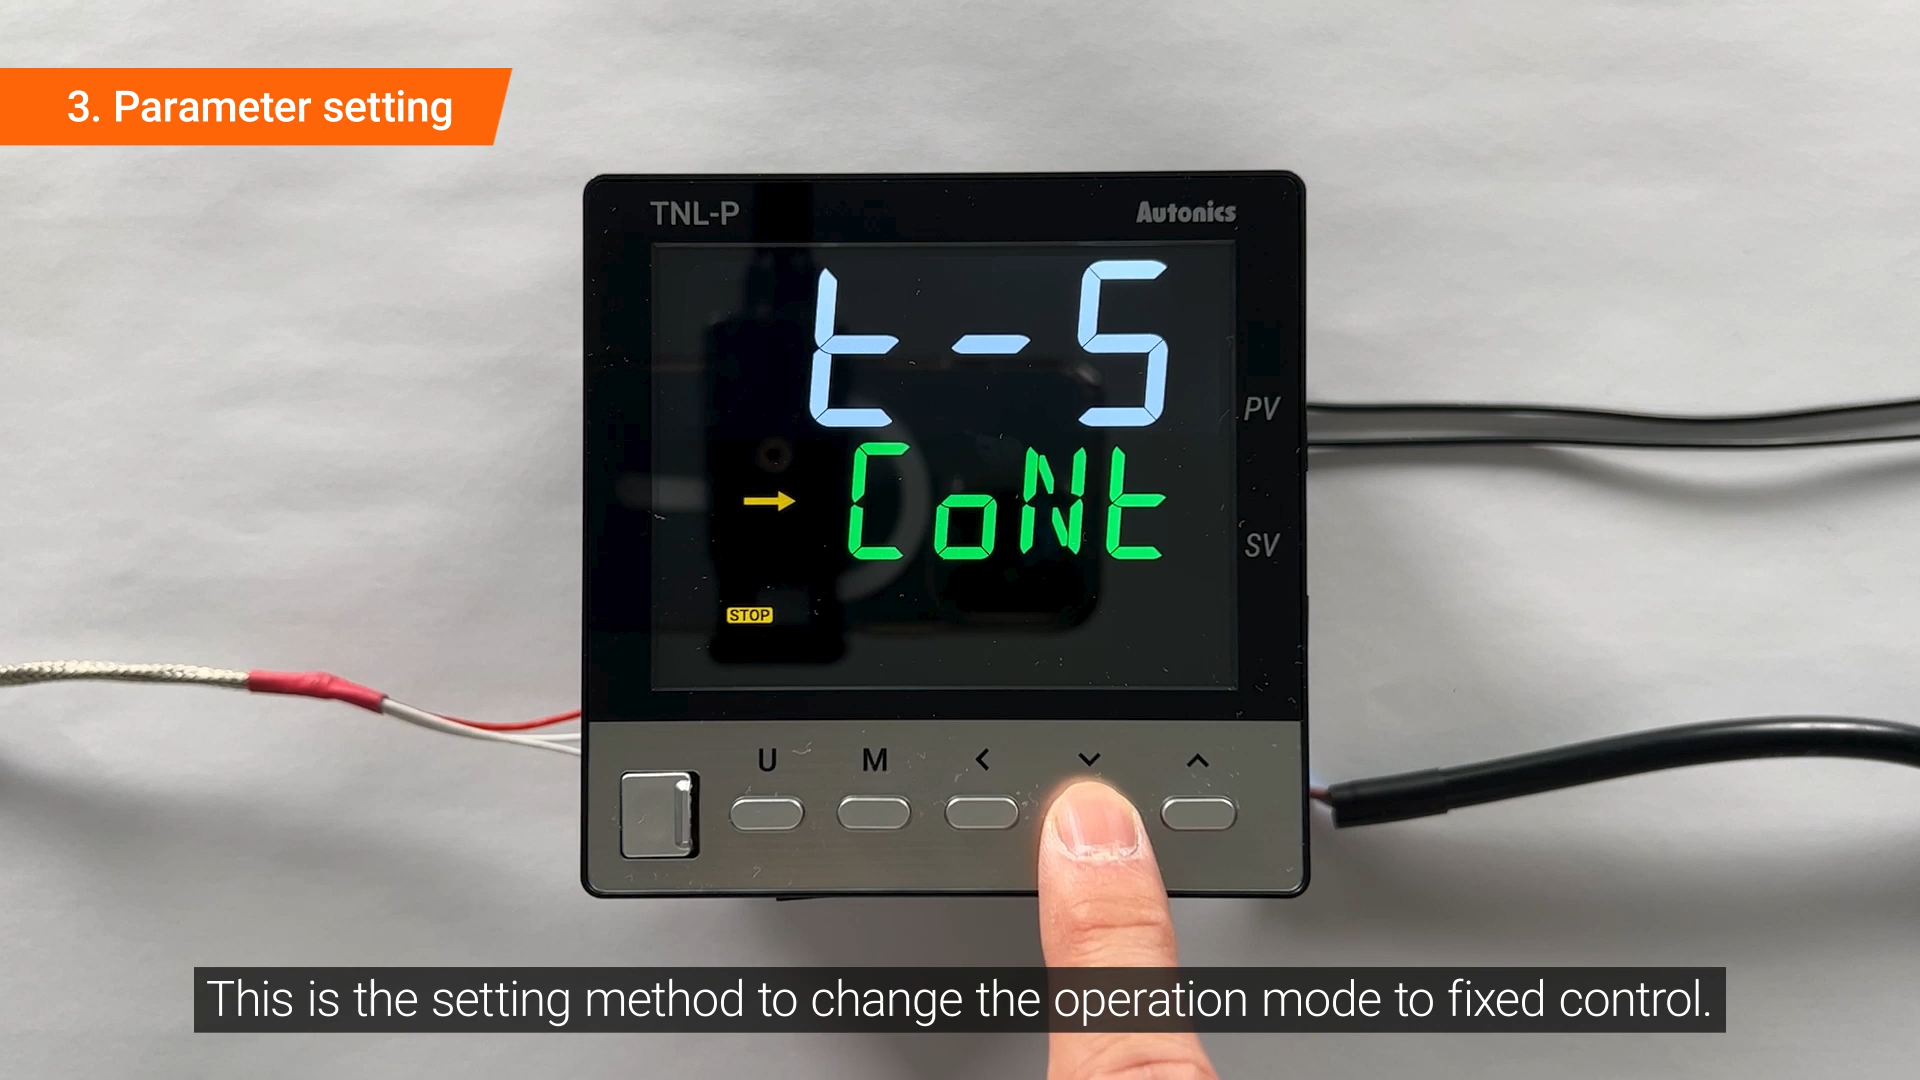 3. Parameter setting
TNL-P
Autonics
t-S
PV
CoNt
SV
STOP
U M < ∨ ∧
This is the setting method to change the operation mode to fixed control.